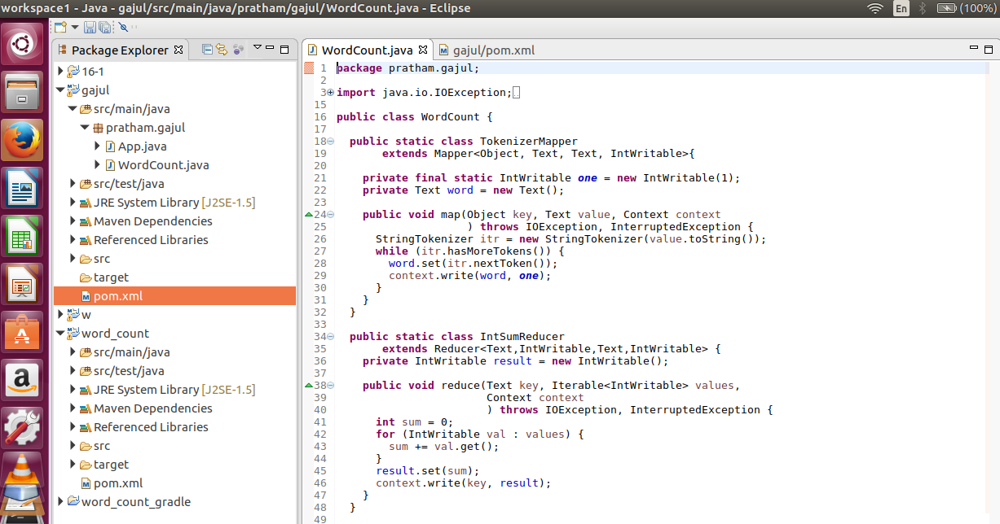 workspace1 - Java - gajul/src/main/java/pratham/gajul/WordCount.java - Eclipse
En
(100%)
Package Explorer
16-1
gajul
src/main/java
pratham.gajul
App.java
WordCount.java
src/test/java
JRE System Library [J2SE-1.5]
Maven Dependencies
Referenced Libraries
src
target
pom.xml
w
word_count
src/main/java
src/test/java
JRE System Library [J2SE-1.5]
Maven Dependencies
Referenced Libraries
src
target
pom.xml
word_count_gradle
WordCount.java
gajul/pom.xml
1 package pratham.gajul;
2
3 import java.io.IOException;
15
16 public class WordCount {
17
18 public static class TokenizerMapper
19 extends Mapper<Object, Text, Text, IntWritable>{
20
21 private final static IntWritable one = new IntWritable(1);
22 private Text word = new Text();
23
24 public void map(Object key, Text value, Context context
25 ) throws IOException, InterruptedException {
26 StringTokenizer itr = new StringTokenizer(value.toString());
27 while (itr.hasMoreTokens()) {
28 word.set(itr.nextToken());
29 context.write(word, one);
30 }
31 }
32 }
33
34 public static class IntSumReducer
35 extends Reducer<Text,IntWritable,Text,IntWritable> {
36 private IntWritable result = new IntWritable();
37
38 public void reduce(Text key, Iterable<IntWritable> values,
39 Context context
40 ) throws IOException, InterruptedException {
41 int sum = 0;
42 for (IntWritable val : values) {
43 sum += val.get();
44 }
45 result.set(sum);
46 context.write(key, result);
47 }
48 }
49